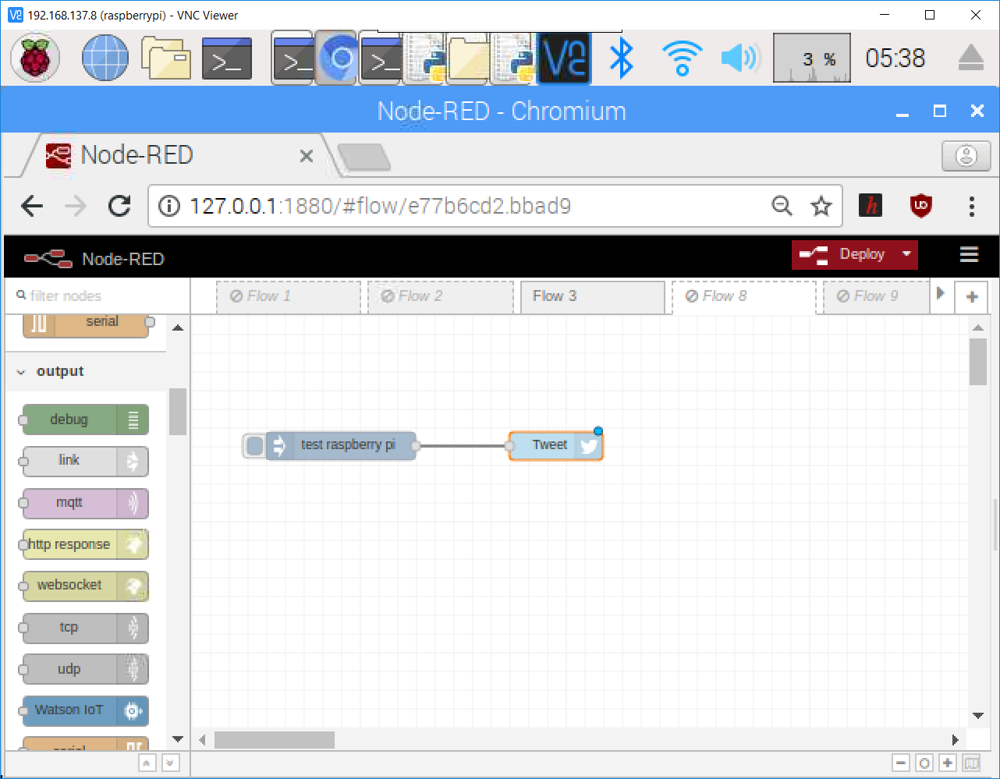 192.168.137.8 (raspberrypi) - VNC Viewer
3 %
05:38
Node-RED - Chromium
Node-RED
127.0.0.1:1880/#flow/e77b6cd2.bbad9
Node-RED
Deploy
filter nodes
Flow 1
Flow 2
Flow 3
Flow 8
Flow 9
serial
output
debug
link
mqtt
http response
websocket
tcp
udp
Watson IoT
serial
test raspberry pi
Tweet